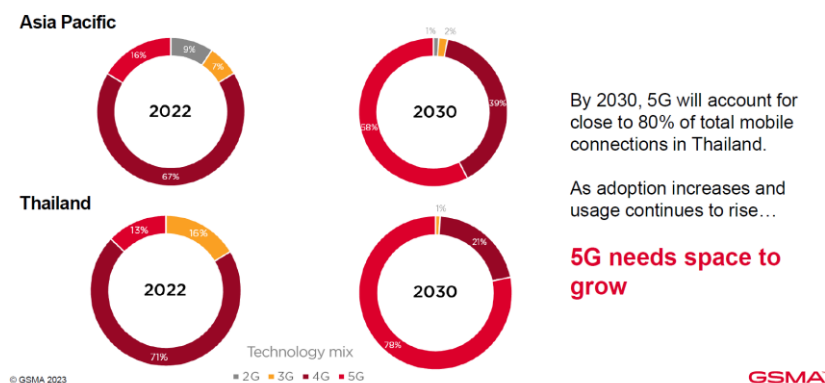 Asia Pacific
16%
9%
7%
2022
67%
1%
2%
2030
39%
58%
Thailand
13%
16%
2022
71%
1%
21%
2030
78%
Technology mix
2G 3G 4G 5G
By 2030, 5G will account for
close to 80% of total mobile
connections in Thailand.
As adoption increases and
usage continues to rise…
5G needs space to
grow
© GSMA 2023
GSMA